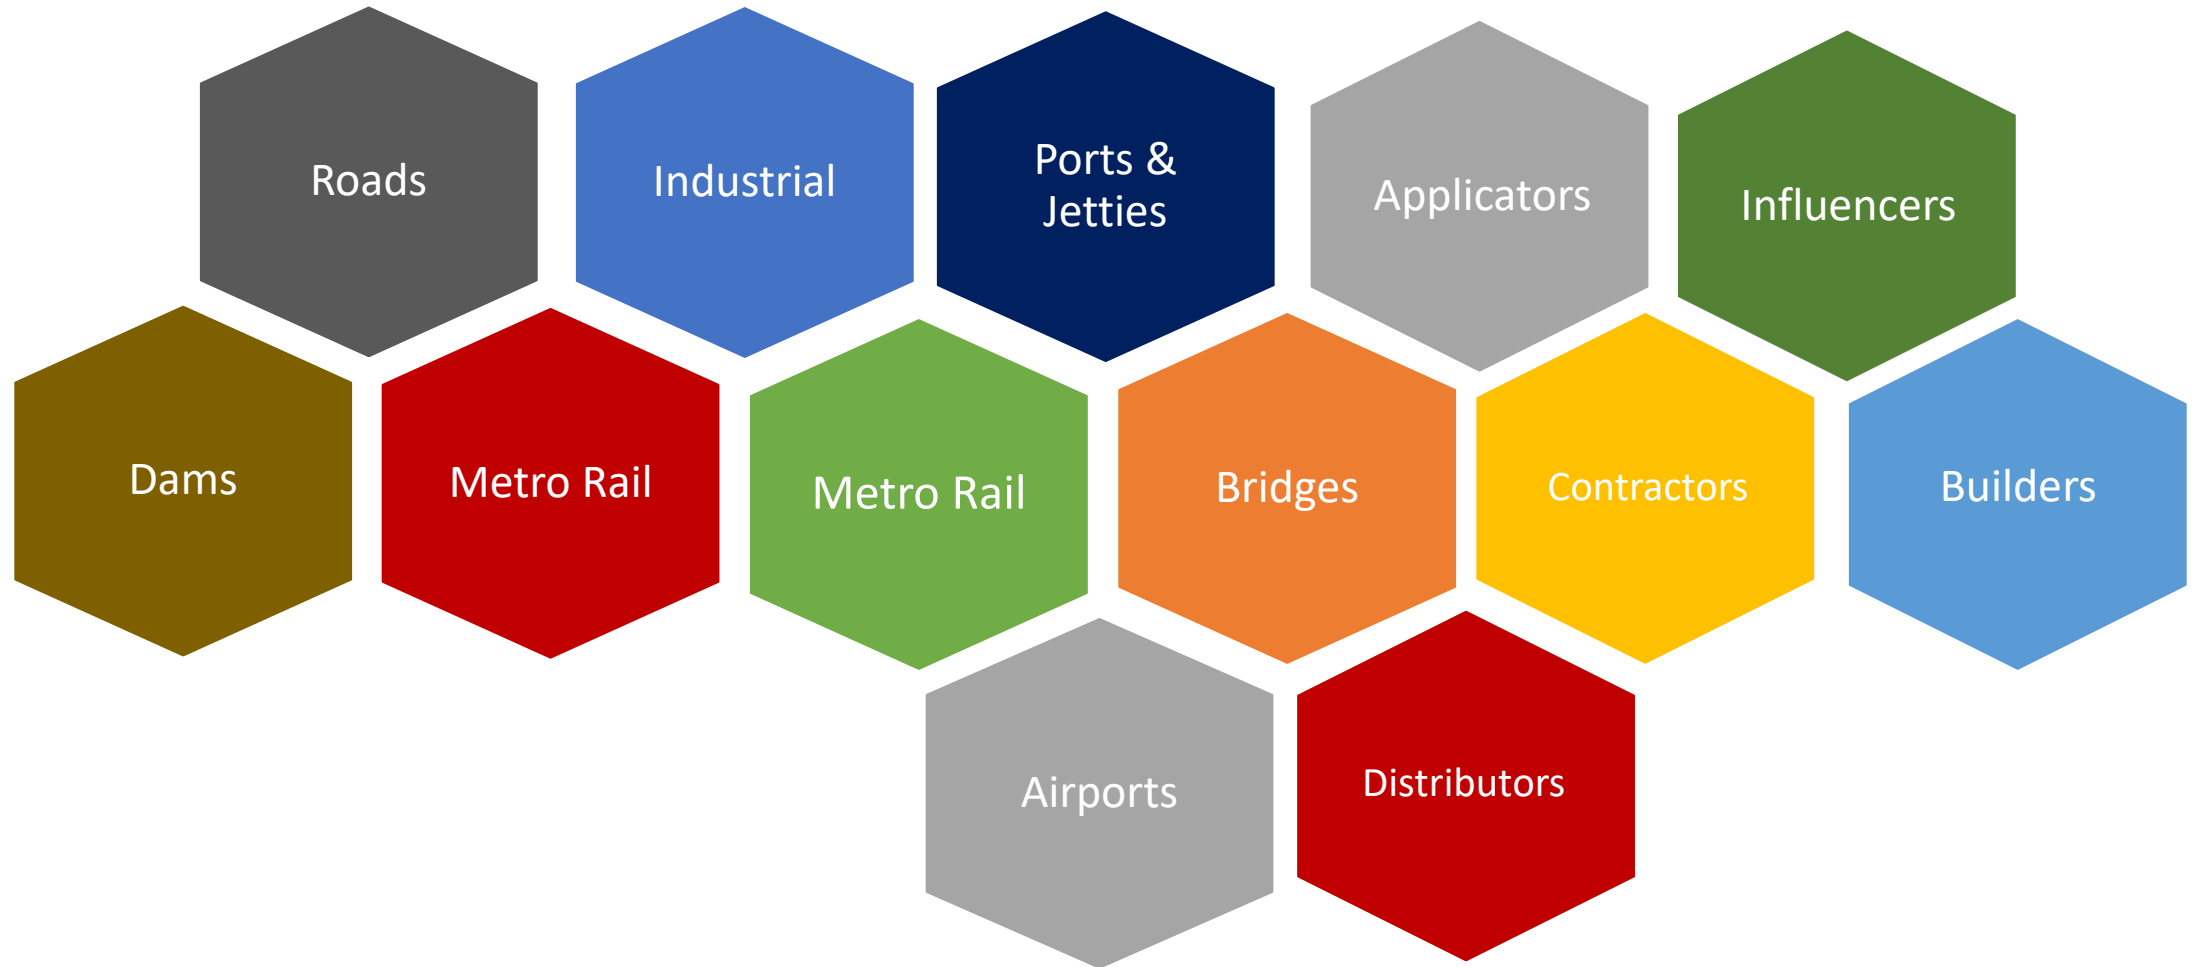 Roads
Industrial
Ports &
Jetties
Applicators
Influencers
Dams
Metro Rail
Metro Rail
Bridges
Contractors
Builders
Airports
Distributors